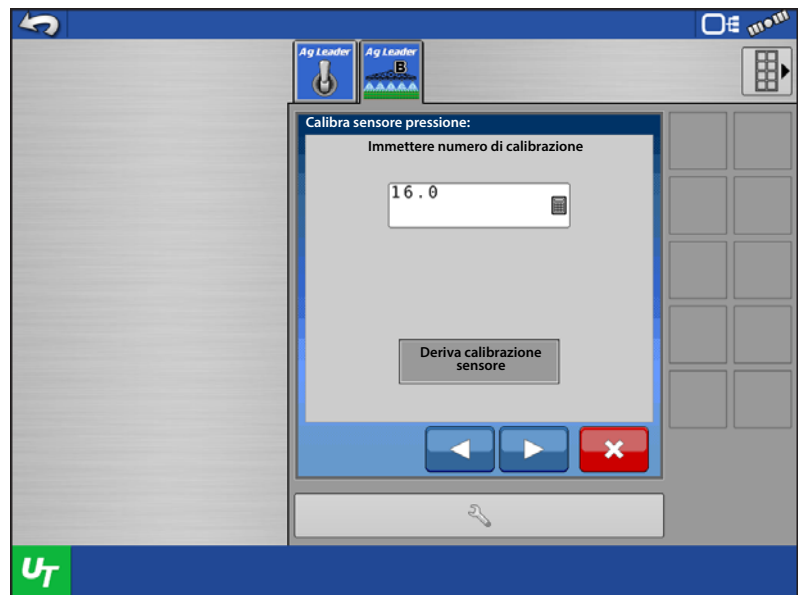 Ag Leader
Ag Leader
B
Calibra sensore pressione:
Immettere numero di calibrazione
16.0
Deriva calibrazione
sensore
UT